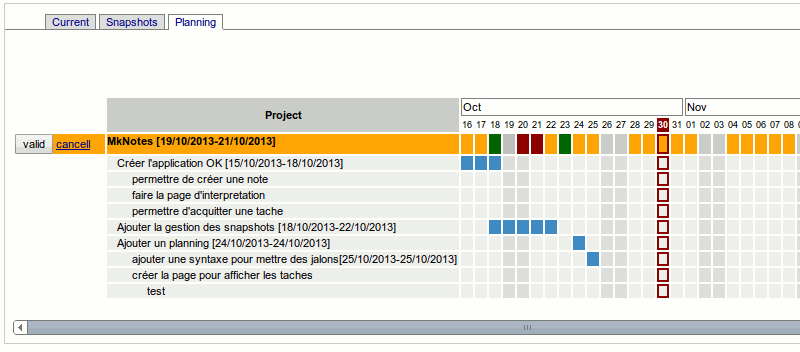 Current Snapshots Planning
Project Oct Nov
16 17 18 19 20 21 22 23 24 25 26 27 28 29 30 31 01 02 03 04 05 06 07 08
valid cancell MkNotes [19/10/2013-21/10/2013]
Créer l'application OK [15/10/2013-18/10/2013]
permettre de créer une note
faire la page d'interpretation
permettre d'acquitter une tache
Ajouter la gestion des snapshots [18/10/2013-22/10/2013]
Ajouter un planning [24/10/2013-24/10/2013]
ajouter une syntaxe pour mettre des jalons[25/10/2013-25/10/2013]
créer la page pour afficher les taches
test